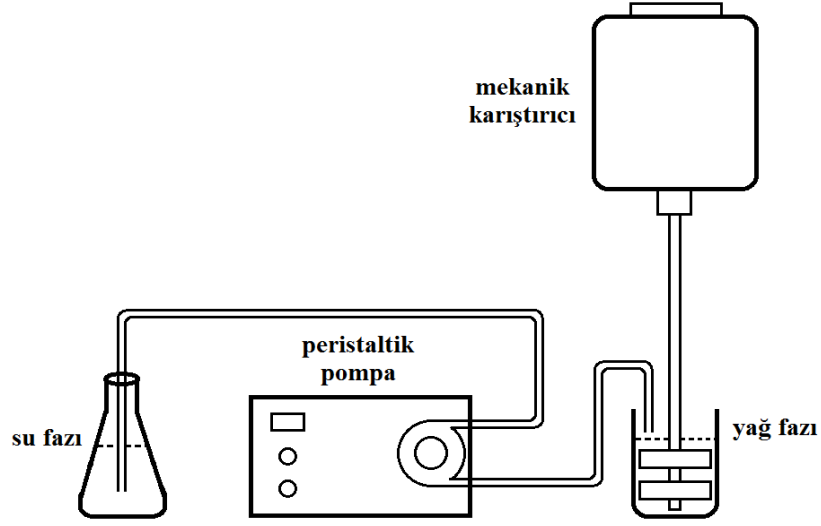 mekanik
karıştırıcı
peristaltik
pompa
su fazı
yağ fazı